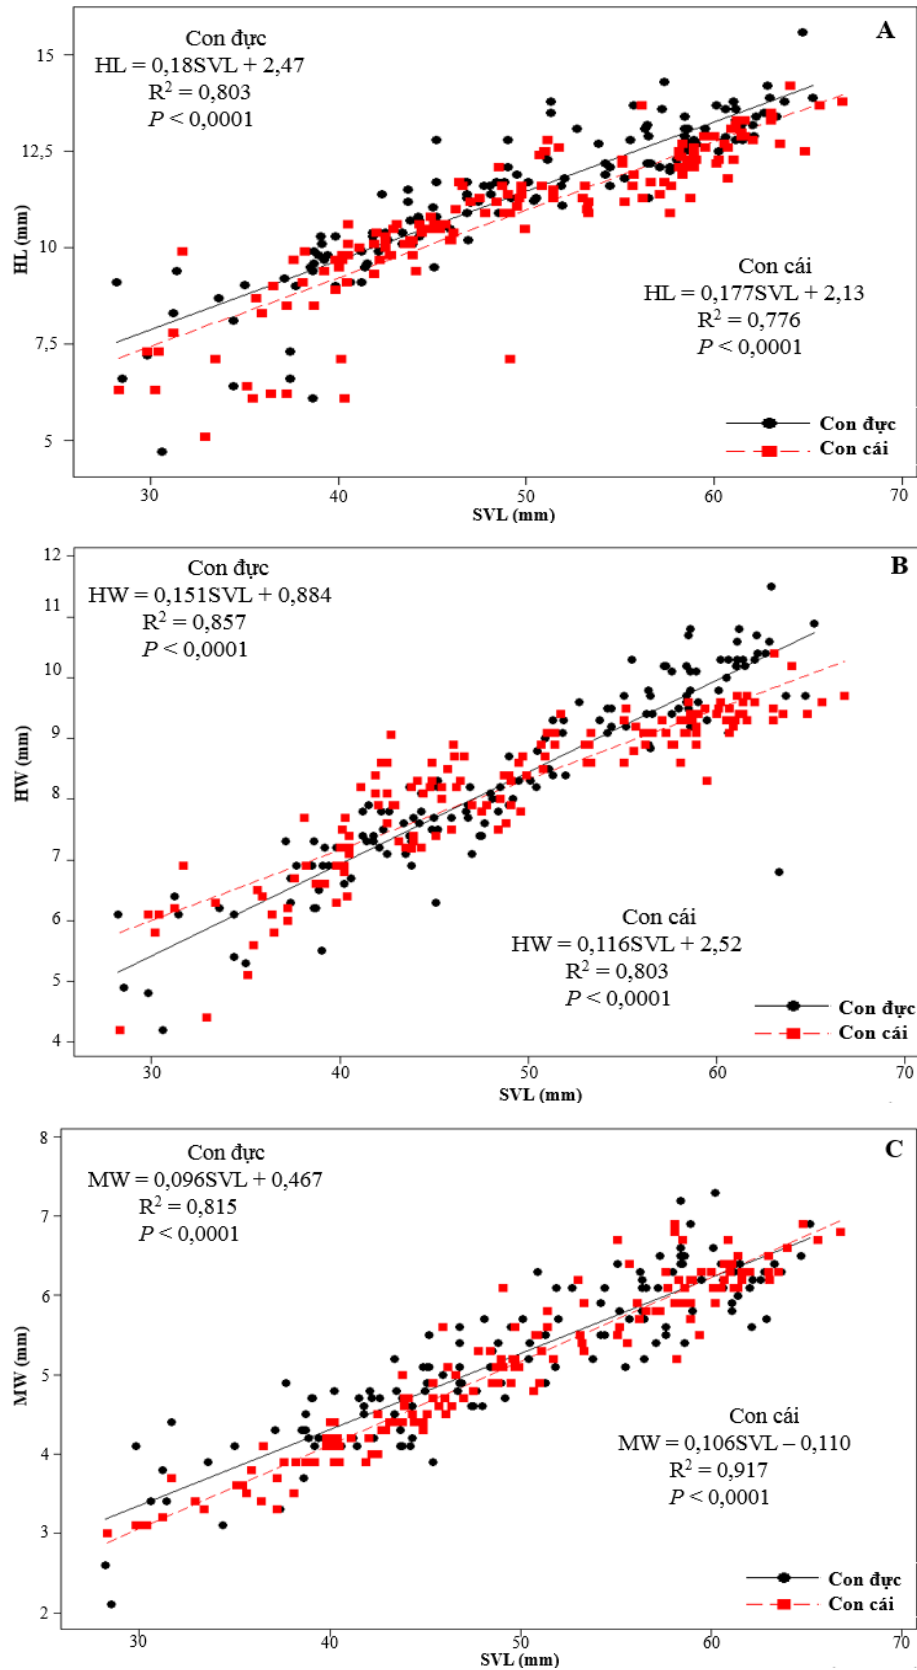 A
Con đực
HL = 0,18SVL + 2,47
R² = 0,803
P < 0,0001
15
12,5
10
7,5
5
HL (mm)
Con cái
HL = 0,177SVL + 2,13
R² = 0,776
P < 0,0001
Con đực
Con cái
30 40 50 60 70
SVL (mm)
B
Con đực
HW = 0,151SVL + 0,884
R² = 0,857
P < 0,0001
12
11
10
9
8
7
6
5
4
HW (mm)
Con cái
HW = 0,116SVL + 2,52
R² = 0,803
P < 0,0001
Con đực
Con cái
30 40 50 60 70
SVL (mm)
C
Con đực
MW = 0,096SVL + 0,467
R² = 0,815
P < 0,0001
8
7
6
5
4
3
2
MW (mm)
Con cái
MW = 0,106SVL – 0,110
R² = 0,917
P < 0,0001
Con đực
Con cái
30 40 50 60 70
SVL (mm)